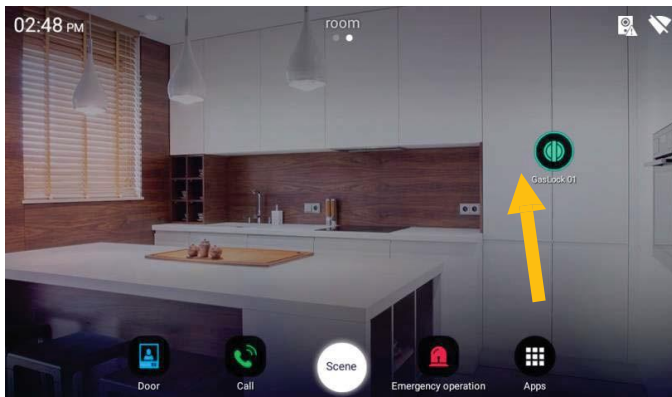 02:48 PM
room
GasLock 01
Door
Call
Scene
Emergency operation
Apps